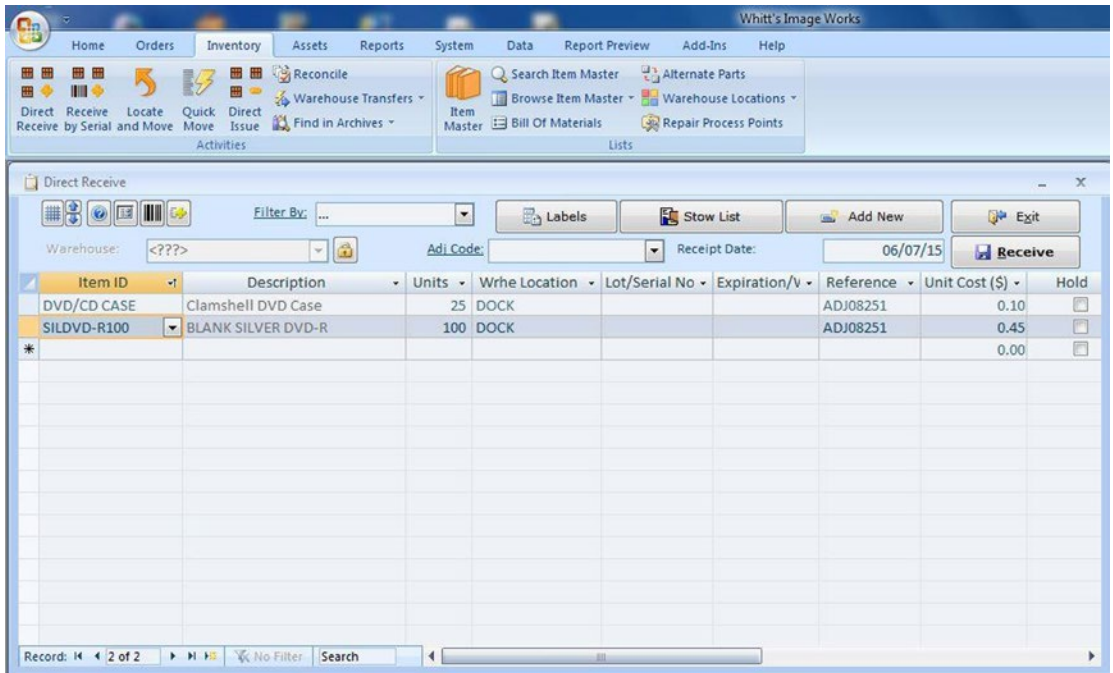 Whitt's Image Works
Home Orders Inventory Assets Reports System Data Report Preview Add-Ins Help
Reconcile Search Item Master Alternate Parts
Warehouse Transfers Browse Item Master Warehouse Locations
Direct Receive Receive by Serial Locate and Move Quick Move Direct Issue Find in Archives Item Master Bill Of Materials Repair Process Points
Activities Lists
Direct Receive
Filter By: ... Labels Stow List Add New Exit
Warehouse: <???> Adj Code: Receipt Date: 06/07/15 Receive
Item ID Description Units Wrhe Location Lot/Serial No Expiration/ Reference Unit Cost ($) Hold
DVD/CD CASE Clamshell DVD Case 25 DOCK ADJ08251 0.10
SILDVD-R100 BLANK SILVER DVD-R 100 DOCK ADJ08251 0.45
0.00
Record: 2 of 2 No Filter Search